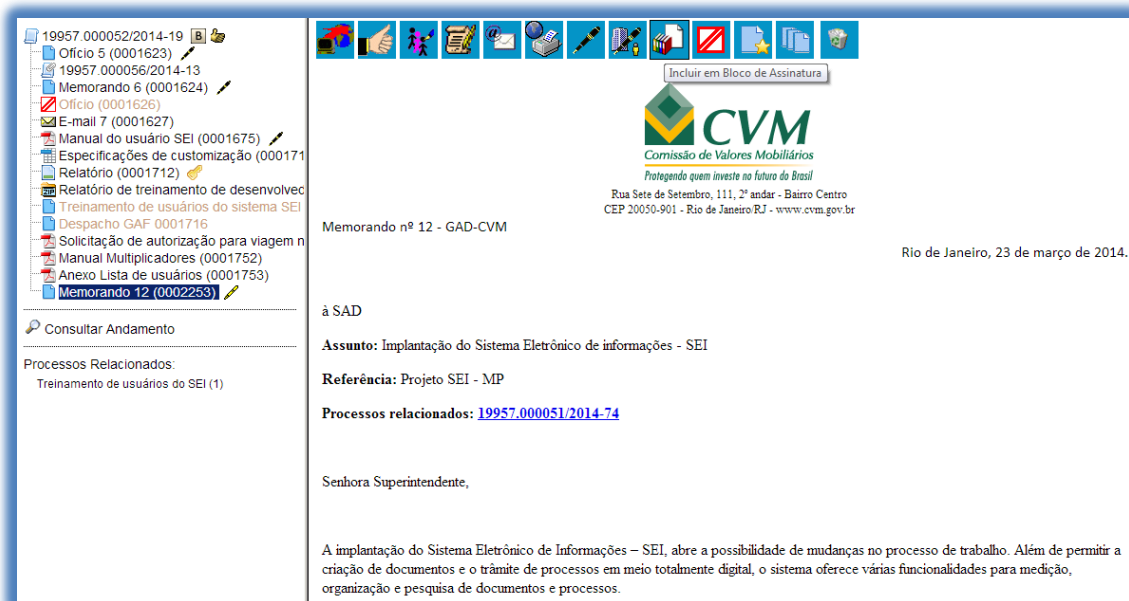 19957.000052/2014-19 B
Ofício 5 (0001623)
19957.000056/2014-13
Memorando 6 (0001624)
Ofício (0001626)
E-mail 7 (0001627)
Manual do usuário SEI (0001675)
Especificações de customização (000171
Relatório (0001712)
ZIP Relatório de treinamento de desenvolvec
Treinamento de usuários do sistema SEI
Despacho GAF 0001716
Solicitação de autorização para viagem n
Manual Multiplicadores (0001752)
Anexo Lista de usuários (0001753)
Memorando 12 (0002253)
Consultar Andamento
Processos Relacionados:
Treinamento de usuários do SEI (1)
Incluir em Bloco de Assinatura
CVM
Comissão de Valores Mobiliários
Protegendo quem investe no futuro do Brasil
Rua Sete de Setembro, 111, 2º andar - Bairro Centro
CEP 20050-901 - Rio de Janeiro/RJ - www.cvm.gov.br
Memorando nº 12 - GAD-CVM
Rio de Janeiro, 23 de março de 2014.
à SAD
Assunto: Implantação do Sistema Eletrônico de informações - SEI
Referência: Projeto SEI - MP
Processos relacionados: 19957.000051/2014-74
Senhora Superintendente,
A implantação do Sistema Eletrônico de Informações – SEI, abre a possibilidade de mudanças no processo de trabalho. Além de permitir a
criação de documentos e o trâmite de processos em meio totalmente digital, o sistema oferece várias funcionalidades para medição,
organização e pesquisa de documentos e processos.